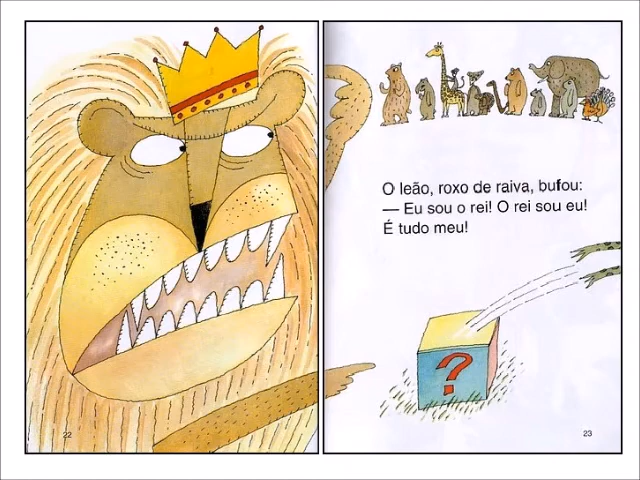 O leão, roxo de raiva, bufou:
— Eu sou o rei! O rei sou eu!
É tudo meu!
?
22
23